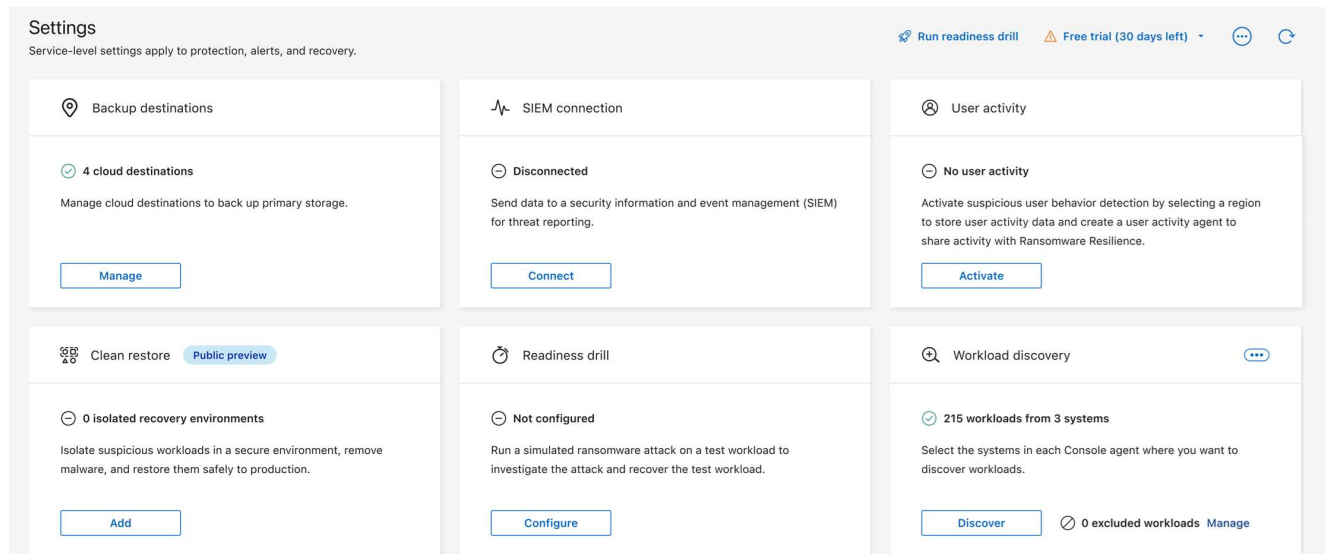 Settings
Service-level settings apply to protection, alerts, and recovery.
Run readiness drill
Free trial (30 days left)
Backup destinations
4 cloud destinations
Manage cloud destinations to back up primary storage.
Manage
SIEM connection
Disconnected
Send data to a security information and event management (SIEM)
for threat reporting.
Connect
User activity
No user activity
Activate suspicious user behavior detection by selecting a region
to store user activity data and create a user activity agent to
share activity with Ransomware Resilience.
Activate
Clean restore Public preview
0 isolated recovery environments
Isolate suspicious workloads in a secure environment, remove
malware, and restore them safely to production.
Add
Readiness drill
Not configured
Run a simulated ransomware attack on a test workload to
investigate the attack and recover the test workload.
Configure
Workload discovery
215 workloads from 3 systems
Select the systems in each Console agent where you want to
discover workloads.
Discover 0 excluded workloads Manage